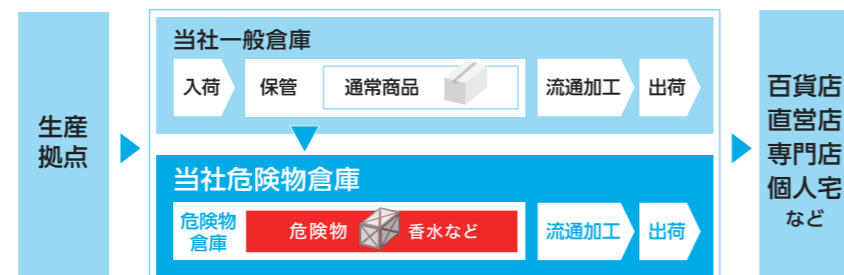 生産
拠点
当社一般倉庫
入荷
保管
通常商品
流通加工
出荷
当社危険物倉庫
危険物
倉庫
危険物
香水など
流通加工
出荷
百貨店
直営店
専門店
個人宅
など